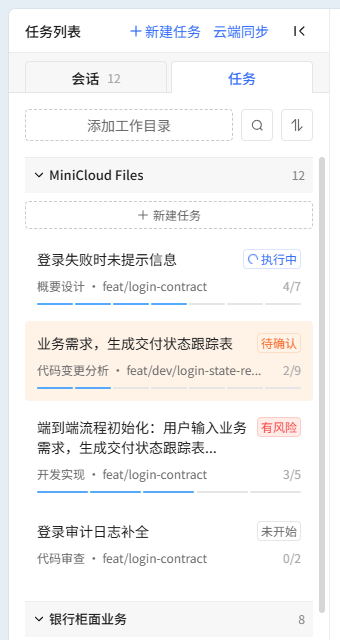 任务列表 + 新建任务 云端同步
会话 12 任务
添加工作目录
MiniCloud Files 12
+ 新建任务
登录失败时未提示信息 执行中
概要设计 • feat/login-contract 4/7
业务需求，生成交付状态跟踪表 待确认
代码变更分析 • feat/dev/login-state-re... 2/9
端到端流程初始化：用户输入业务 有风险
需求，生成交付状态跟踪表...
开发实现 • feat/login-contract 3/5
登录审计日志补全 未开始
代码审查 • feat/login-contract 0/2
银行柜面业务 8